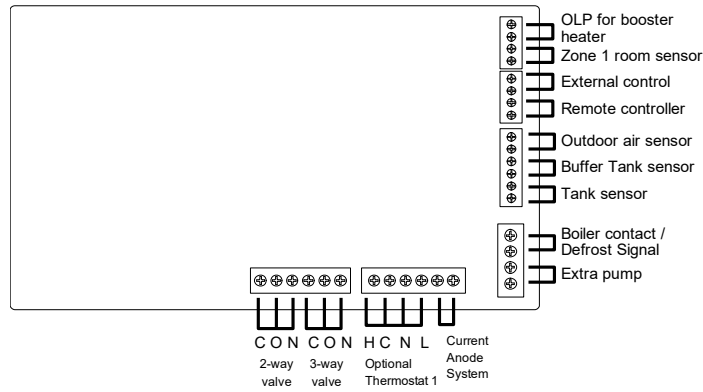 OLP for booster
heater
Zone 1 room sensor
External control
Remote controller
Outdoor air sensor
Buffer Tank sensor
Tank sensor
Boiler contact /
Defrost Signal
Extra pump
C O N C O N H C N L
2-way
valve
3-way
valve
Optional
Thermostat 1
Current
Anode
System